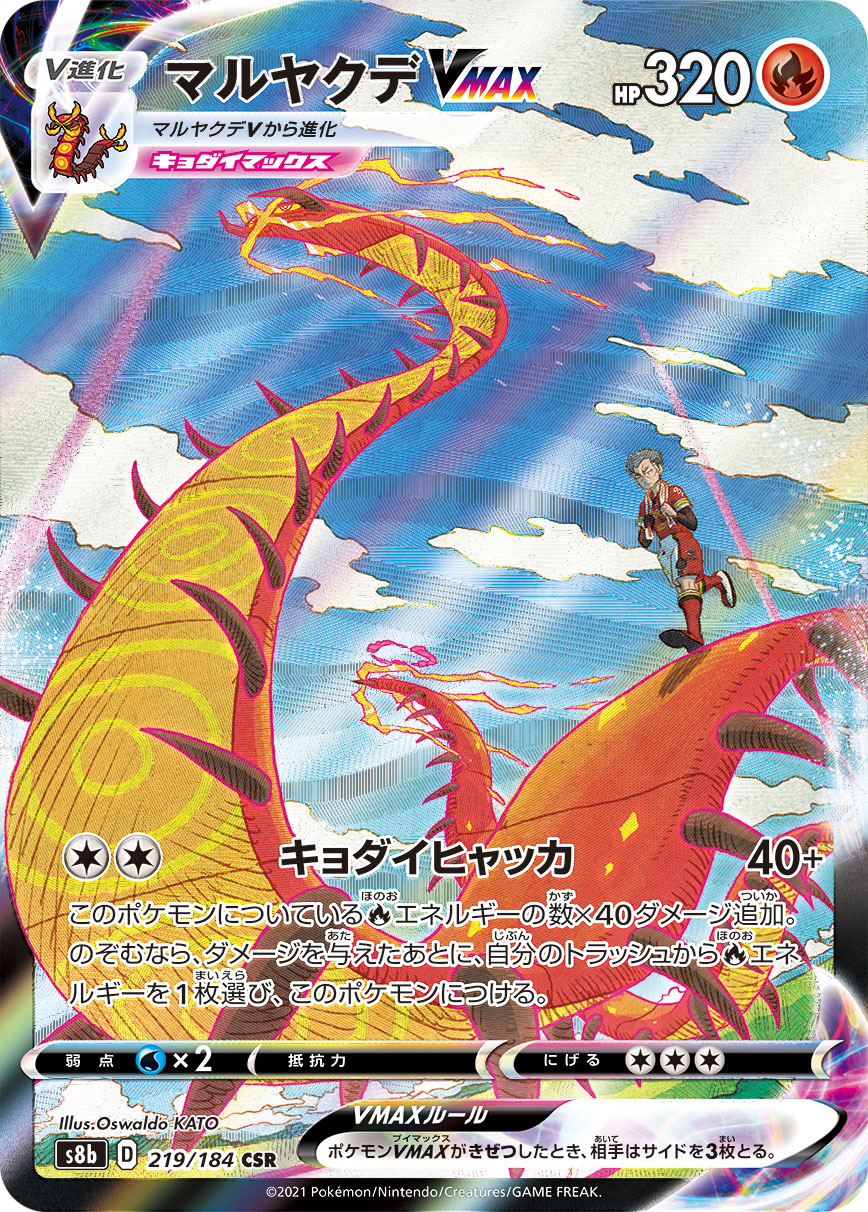 V進化
マルヤクデVMAX
HP320
マルヤクデVから進化
キョダイマックス
キョダイヒャッカ 40+
このポケモンについているエネルギーの数×40ダメージ追加。
のぞむなら、ダメージを与えたあとに、自分のトラッシュからエネ
ルギーを1枚選び、このポケモンにつける。
弱点 ×2 抵抗力 にげる
Illus.Oswaldo KATO
VMAXルール
ポケモンVMAXがきぜつしたとき、相手はサイドを3枚とる。
s8b D 219/184 CSR
©2021 Pokémon/Nintendo/Creatures/GAME FREAK.